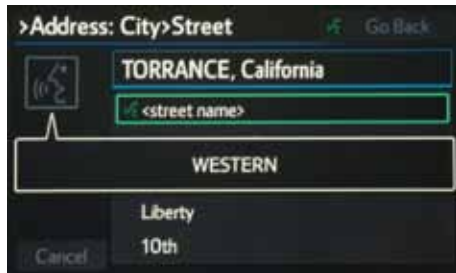 >Address: City>Street Go Back
TORRANCE, California
<street name>
WESTERN
Liberty
10th
Cancel